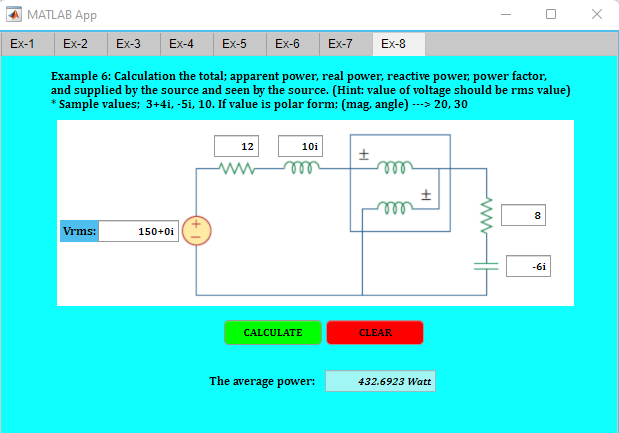 MATLAB App
Ex-1 Ex-2 Ex-3 Ex-4 Ex-5 Ex-6 Ex-7 Ex-8
Example 6: Calculation the total; apparent power, real power, reactive power, power factor,
and supplied by the source and seen by the source. (Hint: value of voltage should be rms value)
* Sample values; 3+4i, -5i, 10. If value is polar form; (mag, angle) ---> 20, 30
12 10i
±
±
8
Vrms: 150+0i
+
−
-6i
CALCULATE CLEAR
The average power: 432.6923 Watt